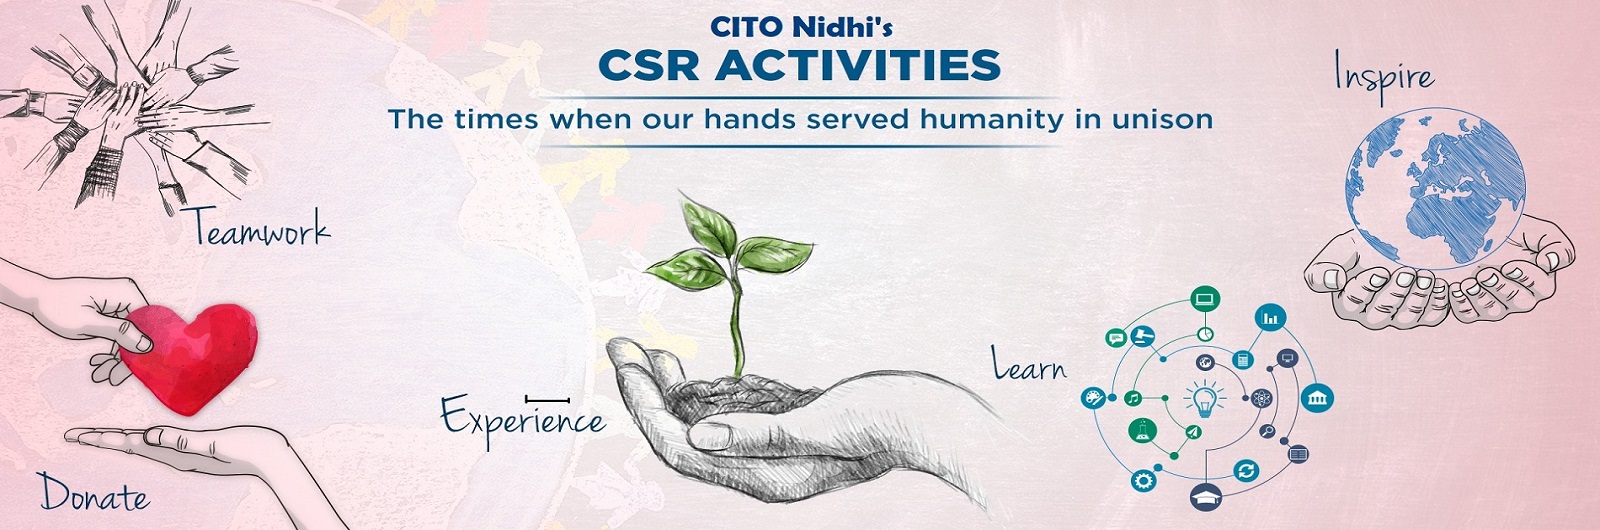 CITO Nidhi's
CSR ACTIVITIES
The times when our hands served humanity in unison
Inspire
Teamwork
Learn
Experience
Donate